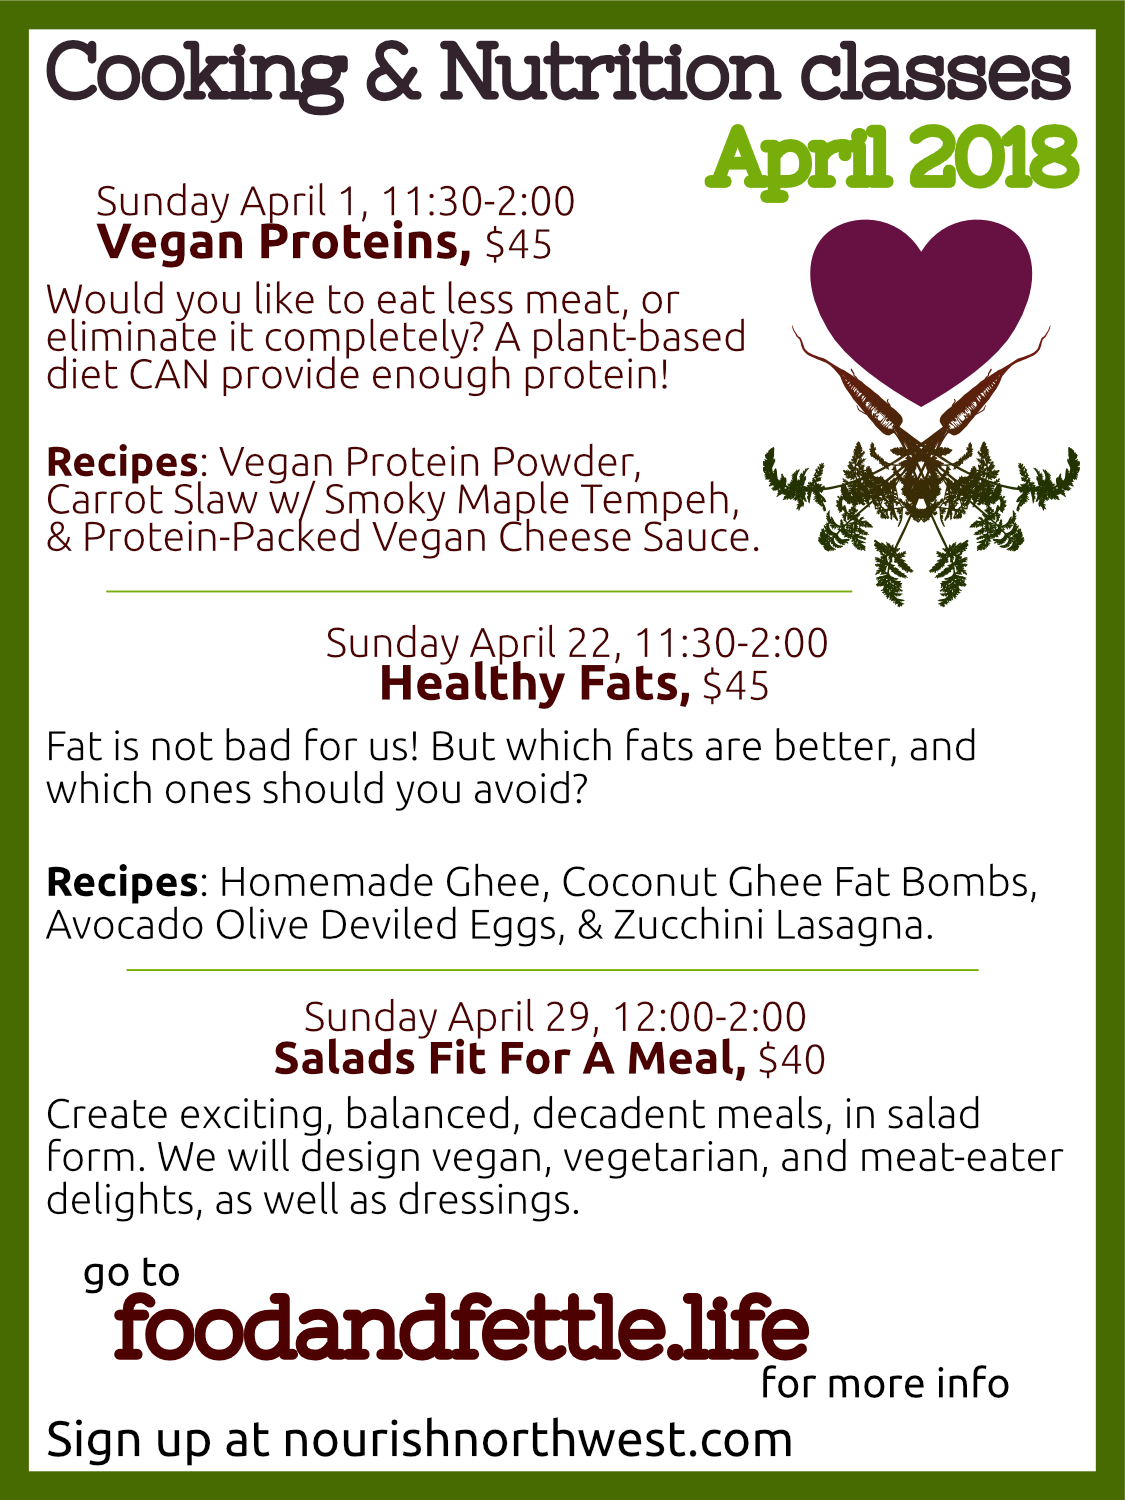 Cooking & Nutrition classes
April 2018
Sunday April 1, 11:30-2:00
Vegan Proteins, $45
Would you like to eat less meat, or
eliminate it completely? A plant-based
diet CAN provide enough protein!
Recipes: Vegan Protein Powder,
Carrot Slaw w/ Smoky Maple Tempeh,
& Protein-Packed Vegan Cheese Sauce.
Sunday April 22, 11:30-2:00
Healthy Fats, $45
Fat is not bad for us! But which fats are better, and
which ones should you avoid?
Recipes: Homemade Ghee, Coconut Ghee Fat Bombs,
Avocado Olive Deviled Eggs, & Zucchini Lasagna.
Sunday April 29, 12:00-2:00
Salads Fit For A Meal, $40
Create exciting, balanced, decadent meals, in salad
form. We will design vegan, vegetarian, and meat-eater
delights, as well as dressings.
go to
foodandfettle.life
for more info
Sign up at nourishnorthwest.com